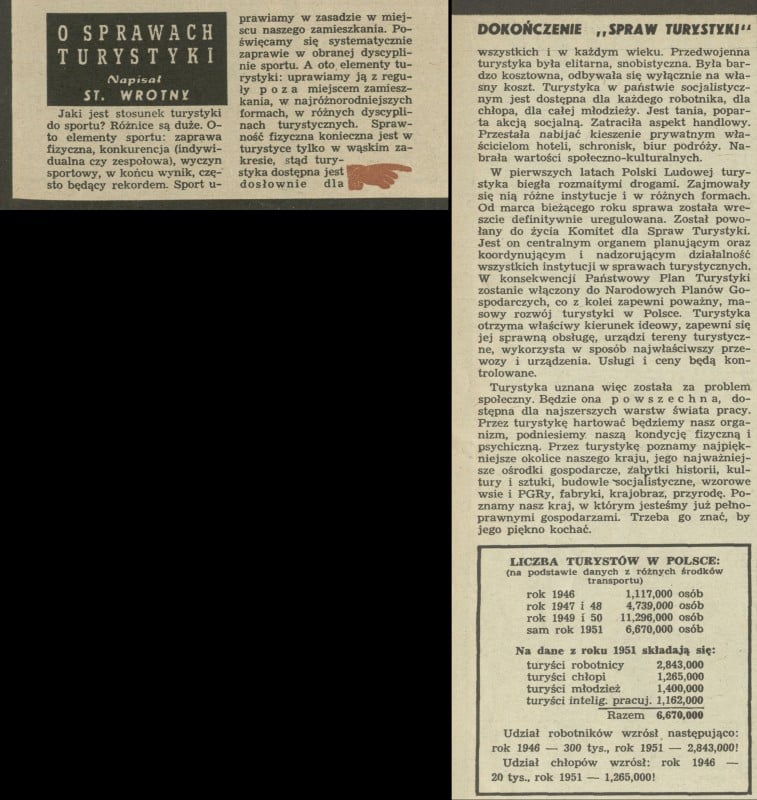 O SPRAWACH
TURYSTYKI
Napisał
ST. WROTNY
Jaki jest stosunek turystyki
do sportu? Różnice są duże. O-
to elementy sportu: zaprawa
fizyczna, konkurencja (indywi-
dualna czy zespołowa), wyczyn
sportowy, w końcu wynik, czę-
sto będący rekordem. Sport u-
prawiamy w zasadzie w miej-
scu naszego zamieszkania. Po-
święcamy się systematycznie
zaprawie w obranej dyscypli-
nie sportu. A oto elementy tu-
rystyki: uprawiamy ją z regu-
ły poza miejscem zamiesz-
kania, w najróżnorodniejszych
formach, w różnych dyscypli-
nach turystycznych. Spraw-
ność fizyczna konieczna jest w
turystyce tylko w wąskim za-
kresie, stąd tury-
styka dostępna jest
dosłownie dla
DOKOŃCZENIE „SPRAW TURYSTYKI"
wszystkich i w każdym wieku. Przedwojenna
turystyka była elitarna, snobistyczna. Była bar-
dzo kosztowna, odbywała się wyłącznie na wła-
sny koszt. Turystyka w państwie socjalistycz-
nym jest dostępna dla każdego robotnika, dla
chłopa, dla całej młodzieży. Jest tania, popar-
ta akcją socjalną. Zatraciła aspekt handlowy.
Przestała nabijać kieszenie prywatnym wła-
ścicielom hoteli, schronisk, biur podróży. Na-
brała wartości społeczno-kulturalnych.
W pierwszych latach Polski Ludowej tury-
styka biegła rozmaitymi drogami. Zajmowały
się nią różne instytucje i w różnych formach.
Od marca bieżącego roku sprawa została wre-
szcie definitywnie uregulowana. Został powo-
łany do życia Komitet dla Spraw Turystyki.
Jest on centralnym organem planującym oraz
koordynującym i nadzorującym działalność
wszystkich instytucji w sprawach turystycznych.
W konsekwencji Państwowy Plan Turystyki
zostanie włączony do Narodowych Planów Go-
spodarczych, co z kolei zapewni poważny, ma-
sowy rozwój turystyki w Polsce. Turystyka
otrzyma właściwy kierunek ideowy, zapewni się
jej sprawną obsługę, urządzi tereny turystycz-
ne, wykorzysta w sposób najwłaściwszy prze-
wozy i urządzenia. Usługi i ceny będą kon-
trolowane.
Turystyka uznana więc została za problem
społeczny. Będzie ona powszechna, do-
stępna dla najszerszych warstw świata pracy.
Przez turystykę hartować będziemy nasz orga-
nizm, podniesiemy naszą kondycję fizyczną i
psychiczną. Przez turystykę poznamy najpięk-
niejsze okolice naszego kraju, jego najważniej-
sze ośrodki gospodarcze, zabytki historii, kul-
tury i sztuki, budowle socjalistyczne, wzorowe
wsie i PGRy, fabryki, krajobraz, przyrodę. Po-
znamy nasz kraj, w którym jesteśmy już pełno-
prawnymi gospodarzami. Trzeba go znać, by
jego piękno kochać.
LICZBA TURYSTÓW W POLSCE:
(na podstawie danych z różnych środków
transportu)
rok 1946 1,117,000 osób
rok 1947 i 48 4,739,000 osób
rok 1949 i 50 11,296,000 osób
sam rok 1951 6,670,000 osób
Na dane z roku 1951 składają się:
turyści robotnicy 2,843,000
turyści chłopi 1,265,000
turyści młodzież 1,400,000
turyści intelig. pracuj. 1,162,000
Razem 6,670,000
Udział robotników wzrósł następująco:
rok 1946 — 300 tys., rok 1951 — 2,843,000!
Udział chłopów wzrósł: rok 1946 —
20 tys., rok 1951 — 1,265,000!